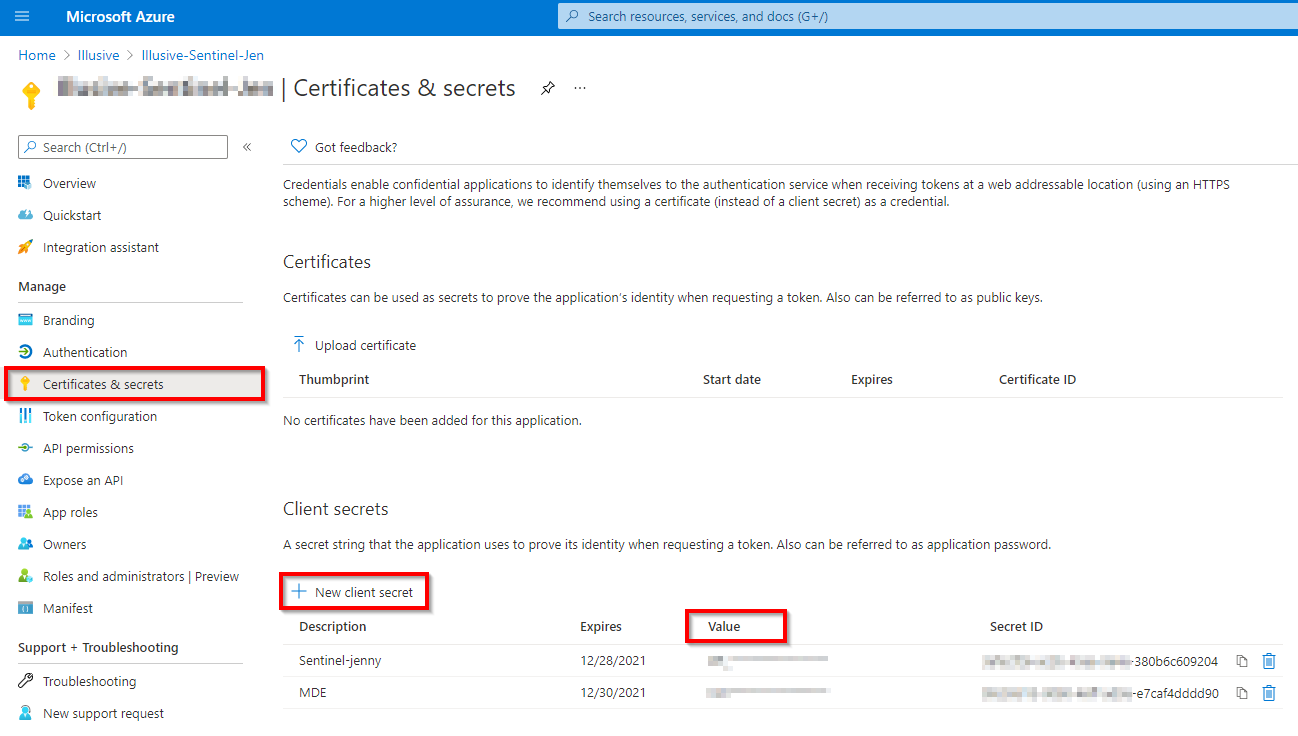 Microsoft Azure
Search resources, services, and docs (G+/)
Home > Illusive > Illusive-Sentinel-Jen
| Certificates & secrets
Search (Ctrl+/)
Got feedback?
Overview
Quickstart
Integration assistant
Manage
Branding
Authentication
Certificates & secrets
Token configuration
API permissions
Expose an API
App roles
Owners
Roles and administrators | Preview
Manifest
Support + Troubleshooting
Troubleshooting
New support request
Credentials enable confidential applications to identify themselves to the authentication service when receiving tokens at a web addressable location (using an HTTPS
scheme). For a higher level of assurance, we recommend using a certificate (instead of a client secret) as a credential.
Certificates
Certificates can be used as secrets to prove the application's identity when requesting a token. Also can be referred to as public keys.
Upload certificate
Thumbprint Start date Expires Certificate ID
No certificates have been added for this application.
Client secrets
A secret string that the application uses to prove its identity when requesting a token. Also can be referred to as application password.
New client secret
Description Expires Value Secret ID
Sentinel-jenny 12/28/2021 -380b6c609204
MDE 12/30/2021 -e7caf4dddd90